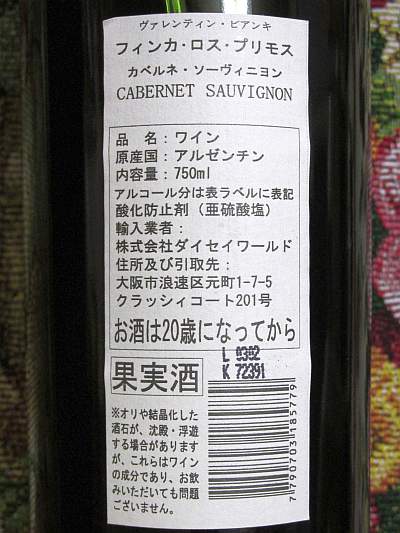 ヴァレンティン・ビアンキ
フィンカ・ロス・プリモス
カベルネ・ソーヴィニヨン
CABERNET SAUVIGNON
品 名：ワイン
原産国：アルゼンチン
内容量：750ml
アルコール分は表ラベルに表記
酸化防止剤（亜硫酸塩）
輸入業者：
株式会社ダイセイワールド
住所及び引取先：
大阪市浪速区元町1-7-5
クラッシィコート201号
お酒は20歳になってから
L 0302
K 72391
果実酒
※オリや結晶化した
酒石が、沈殿・浮遊
する場合があります
が、これらはワイン
の成分であり、お飲
みいただいても問題
ございません。
7 790703 185779